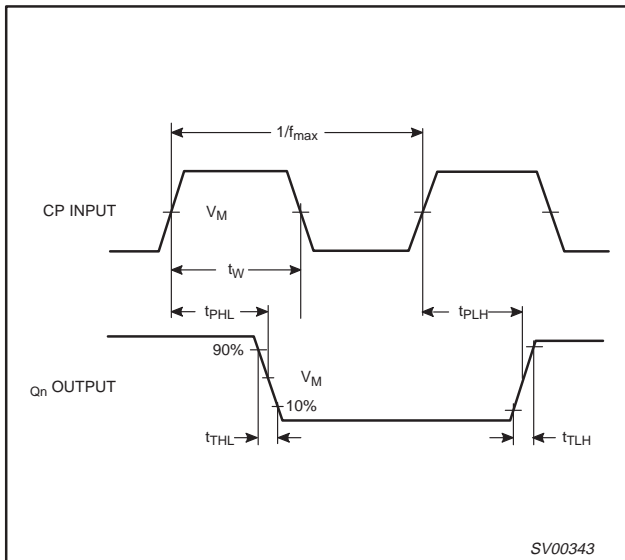 1/fmax
CP INPUT
VM
tW
tPHL
tPLH
90%
Qn OUTPUT
VM
10%
tTHL
tTLH
SV00343